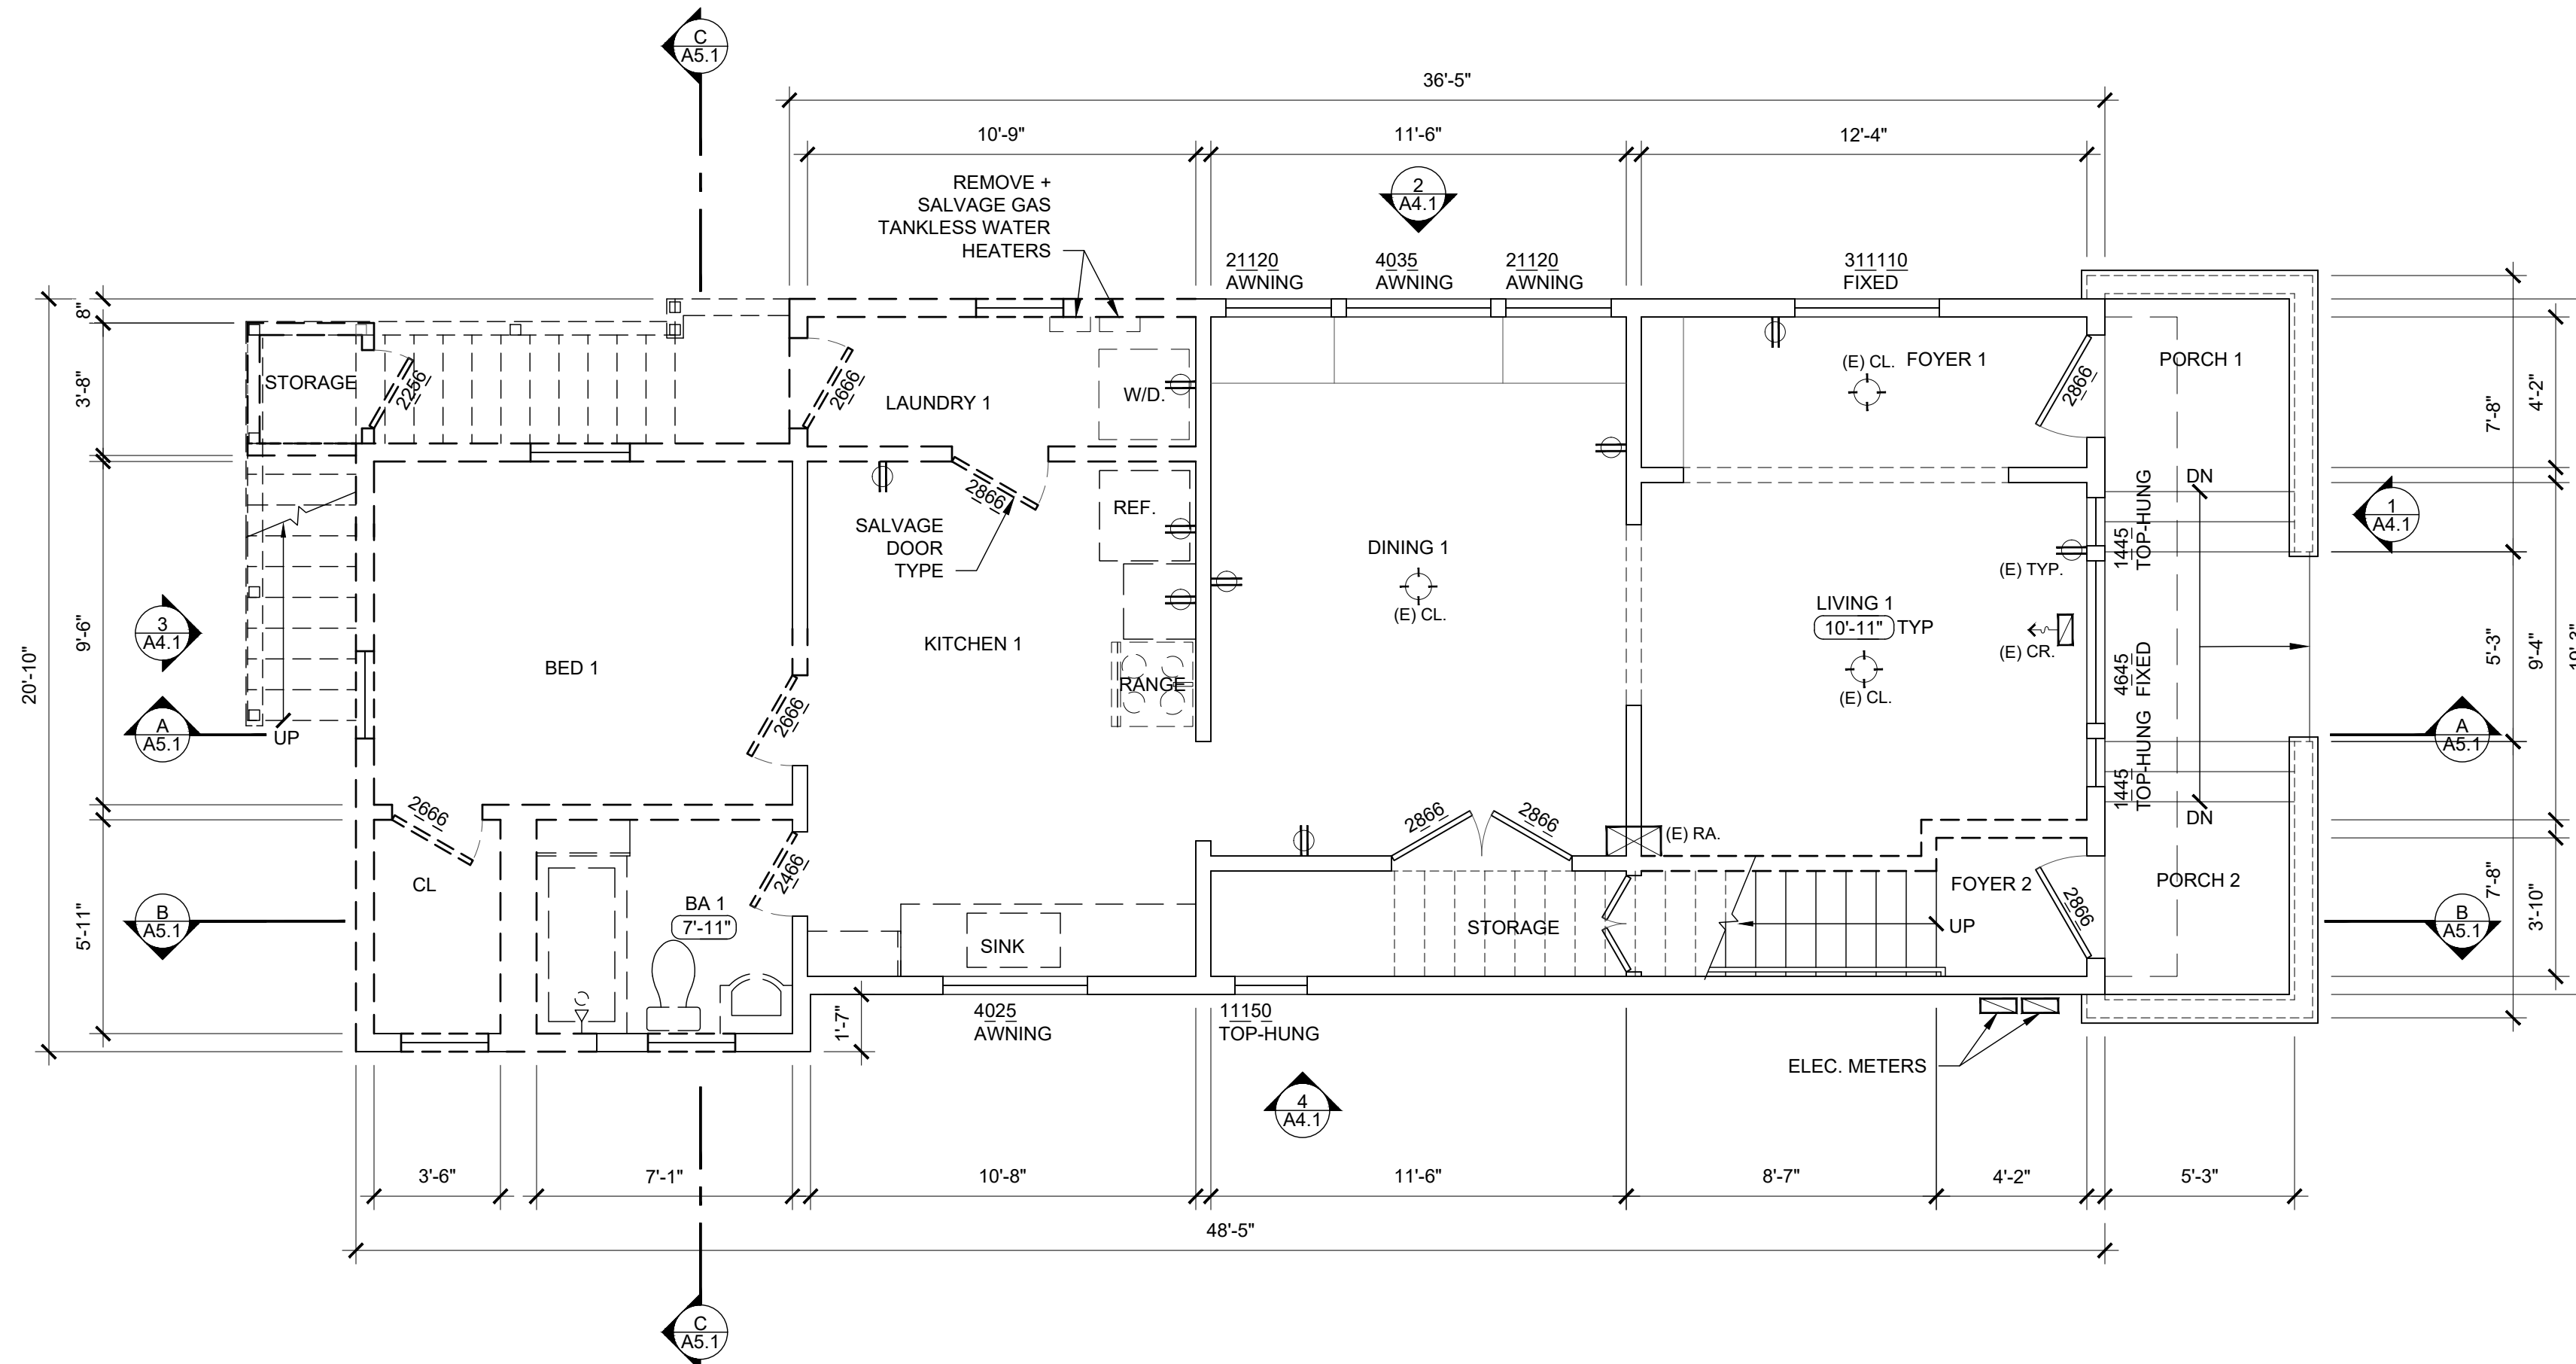 C
A5.1
36'-5"
10'-9"
11'-6"
12'-4"
REMOVE +
SALVAGE GAS
TANKLESS WATER
HEATERS
2
A4.1
21120
AWNING
4035
AWNING
21120
AWNING
311110
FIXED
8"
3'-8"
9'-6"
5'-11"
20'-10"
STORAGE
2256
2666
LAUNDRY 1
W/D.
(E) CL.
FOYER 1
2866
PORCH 1
4'-2"
7'-8"
DN
1445
TOP-HUNG
1
A4.1
2866
REF.
SALVAGE
DOOR
TYPE
DINING 1
(E) CL.
(E) TYP.
LIVING 1
10'-11" TYP
(E) CR.
(E) CL.
3
A4.1
KITCHEN 1
BED 1
RANGE
2666
4645
FIXED
5'-3"
9'-4"
A
A5.1
UP
A
A5.1
1445
TOP-HUNG
DN
2666
2866
2866
(E) RA.
CL
2466
BA 1
7'-11"
FOYER 2
2866
PORCH 2
7'-8"
3'-10"
B
A5.1
SINK
STORAGE
UP
B
A5.1
1'-7"
4025
AWNING
11150
TOP-HUNG
ELEC. METERS
4
A4.1
3'-6"
7'-1"
10'-8"
11'-6"
8'-7"
4'-2"
5'-3"
48'-5"
C
A5.1